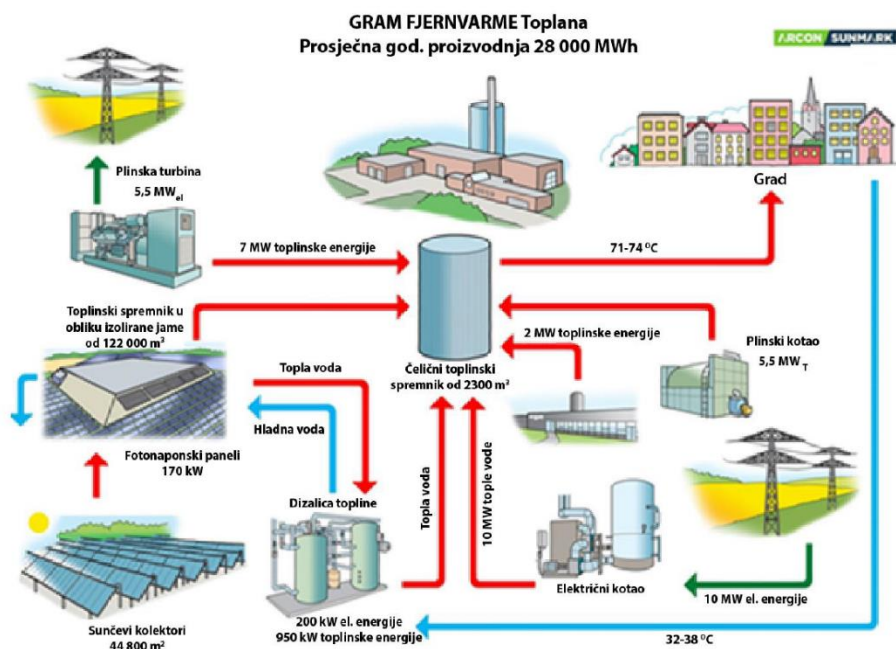 GRAM FJERNVARME Toplana
Prosječna god. proizvodnja 28 000 MWh
ARCON SUNMARK
Plinska turbina
5,5 MWel
Grad
7 MW toplinske energije
71-74 ⁰C
Toplinski spremnik u
obliku izolirane jame
od 122 000 m³
2 MW toplinske energije
Plinski kotao
5,5 MWT
Čelični toplinski
spremnik od 2300 m³
Topla voda
Hladna voda
Fotonaponski paneli
170 kW
Dizalica topline
Topla voda
10 MW tople vode
Električni kotao
10 MW el. energije
200 kW el. energije
950 kW toplinske energije
Sunčevi kolektori
44 800 m²
32-38 ⁰C